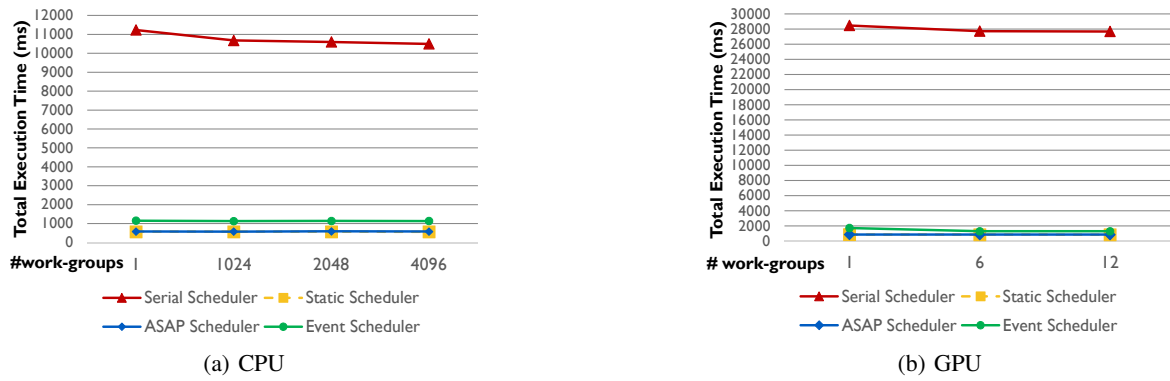 Total Execution Time (ms)
12000
11000
10000
9000
8000
7000
6000
5000
4000
3000
2000
1000
0
#work-groups 1 1024 2048 4096
Serial Scheduler Static Scheduler
ASAP Scheduler Event Scheduler
(a) CPU
Total Execution Time (ms)
30000
28000
26000
24000
22000
20000
18000
16000
14000
12000
10000
8000
6000
4000
2000
0
# work-groups 1 6 12
Serial Scheduler Static Scheduler
ASAP Scheduler Event Scheduler
(b) GPU